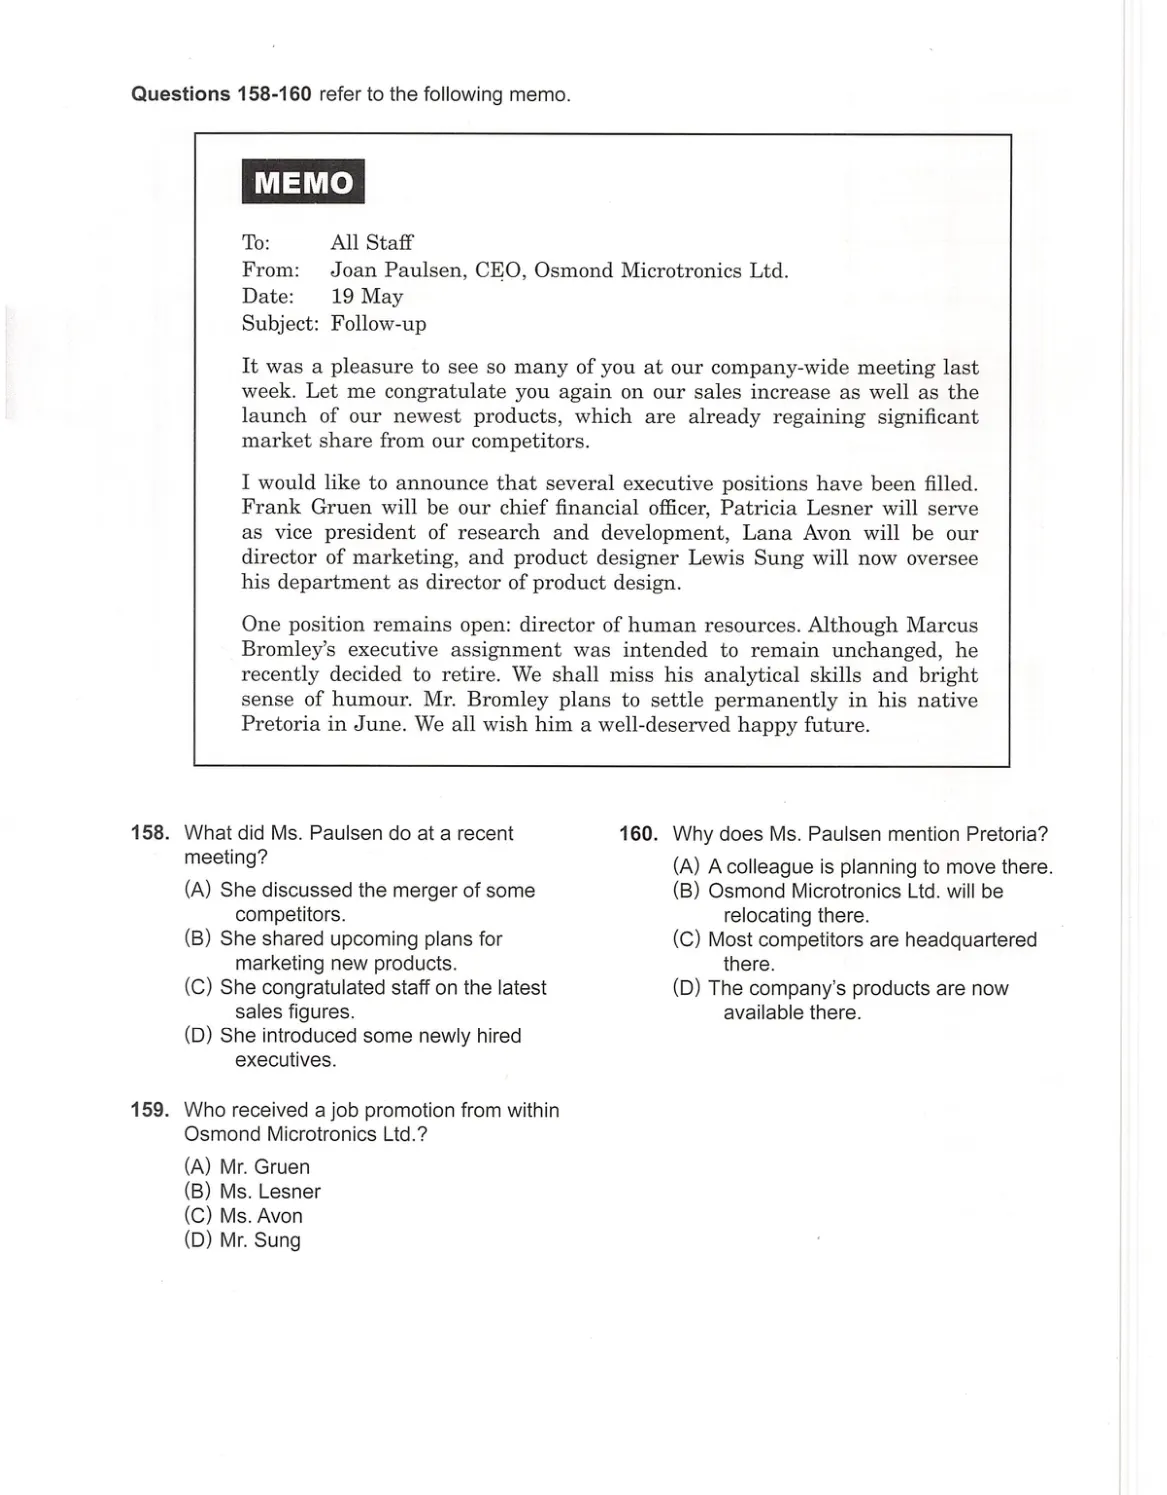 Questions 158-160 refer to the following memo.
MEMO
To: All Staff
From: Joan Paulsen, CEO, Osmond Microtronics Ltd.
Date: 19 May
Subject: Follow-up
It was a pleasure to see so many of you at our company-wide meeting last
week. Let me congratulate you again on our sales increase as well as the
launch of our newest products, which are already regaining significant
market share from our competitors.
I would like to announce that several executive positions have been filled.
Frank Gruen will be our chief financial officer, Patricia Lesner will serve
as vice president of research and development, Lana Avon will be our
director of marketing, and product designer Lewis Sung will now oversee
his department as director of product design.
One position remains open: director of human resources. Although Marcus
Bromley's executive assignment was intended to remain unchanged, he
recently decided to retire. We shall miss his analytical skills and bright
sense of humour. Mr. Bromley plans to settle permanently in his native
Pretoria in June. We all wish him a well-deserved happy future.
158. What did Ms. Paulsen do at a recent
meeting?
(A) She discussed the merger of some
competitors.
(B) She shared upcoming plans for
marketing new products.
(C) She congratulated staff on the latest
sales figures.
(D) She introduced some newly hired
executives.
159. Who received a job promotion from within
Osmond Microtronics Ltd.?
(A) Mr. Gruen
(B) Ms. Lesner
(C) Ms. Avon
(D) Mr. Sung
160. Why does Ms. Paulsen mention Pretoria?
(A) A colleague is planning to move there.
(B) Osmond Microtronics Ltd. will be
relocating there.
(C) Most competitors are headquartered
there.
(D) The company's products are now
available there.